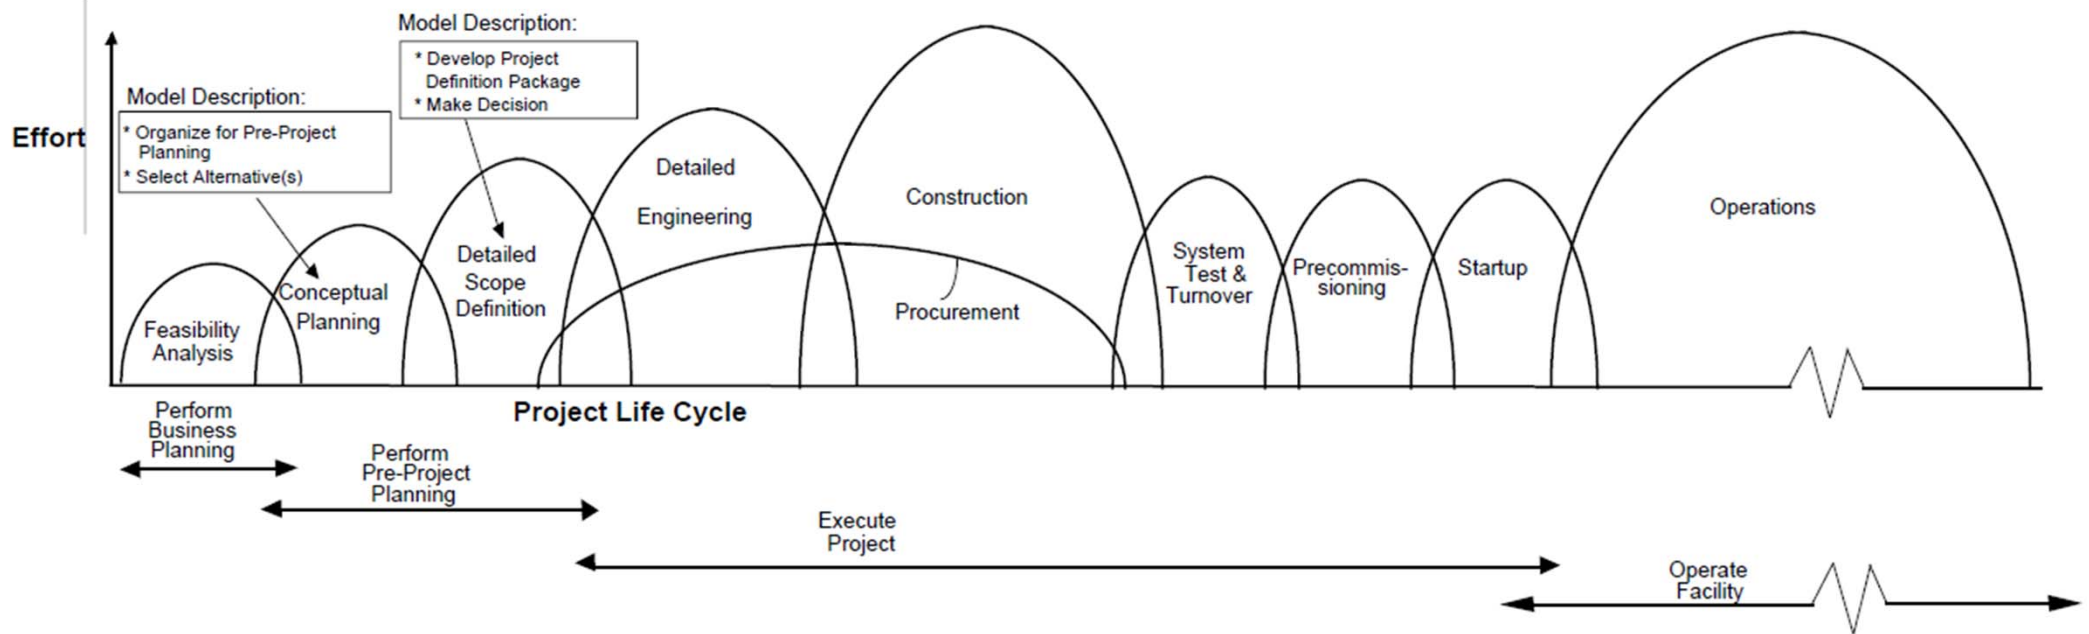 Model Description:
* Develop Project
Definition Package
* Make Decision
Model Description:
* Organize for Pre-Project
Planning
* Select Alternative(s)
Effort
Feasibility
Analysis
Conceptual
Planning
Detailed
Scope
Definition
Detailed
Engineering
Construction
Procurement
System
Test &
Turnover
Precommis-
sioning
Startup
Operations
Project Life Cycle
Perform
Business
Planning
Perform
Pre-Project
Planning
Execute
Project
Operate
Facility